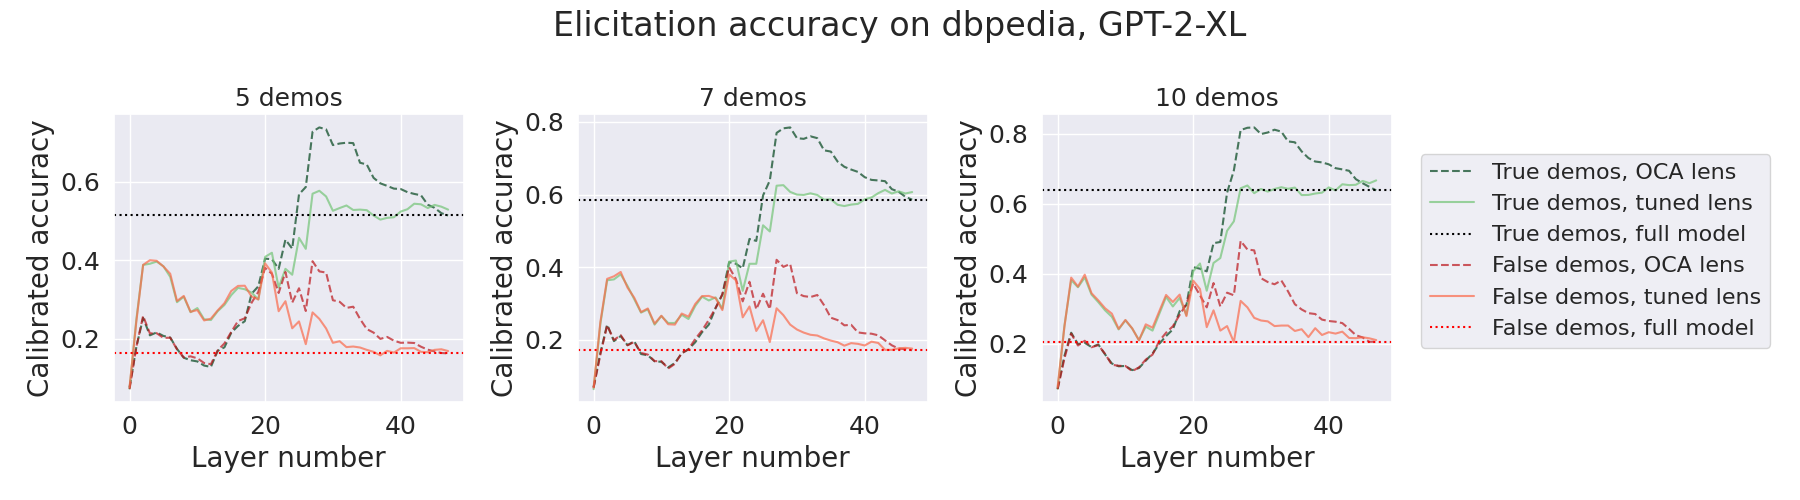 Elicitation accuracy on dbpedia, GPT-2-XL
5 demos
Calibrated accuracy
0.6
0.4
0.2
0
20
40
Layer number
7 demos
Calibrated accuracy
0.8
0.6
0.4
0.2
0
20
40
Layer number
10 demos
Calibrated accuracy
0.8
0.6
0.4
0.2
0
20
40
Layer number
True demos, OCA lens
True demos, tuned lens
True demos, full model
False demos, OCA lens
False demos, tuned lens
False demos, full model